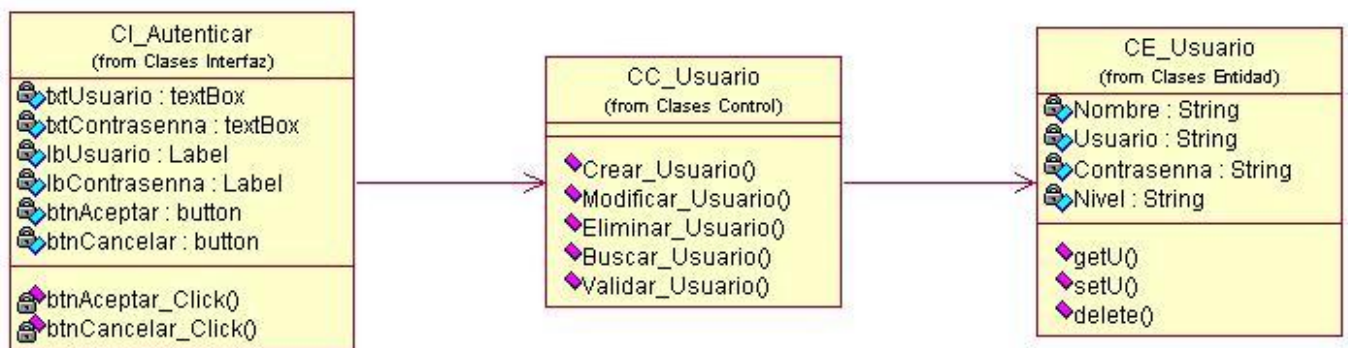 CI_Autenticar
(from Clases Interfaz)
txtUsuario : textBox
txtContrasenna : textBox
lbUsuario : Label
lbContrasenna : Label
btnAceptar : button
btnCancelar : button
btnAceptar_Click()
btnCancelar_Click()
CC_Usuario
(from Clases Control)
Crear_Usuario()
Modificar_Usuario()
Eliminar_Usuario()
Buscar_Usuario()
Validar_Usuario()
CE_Usuario
(from Clases Entidad)
Nombre : String
Usuario : String
Contrasenna : String
Nivel : String
getU()
setU()
delete()